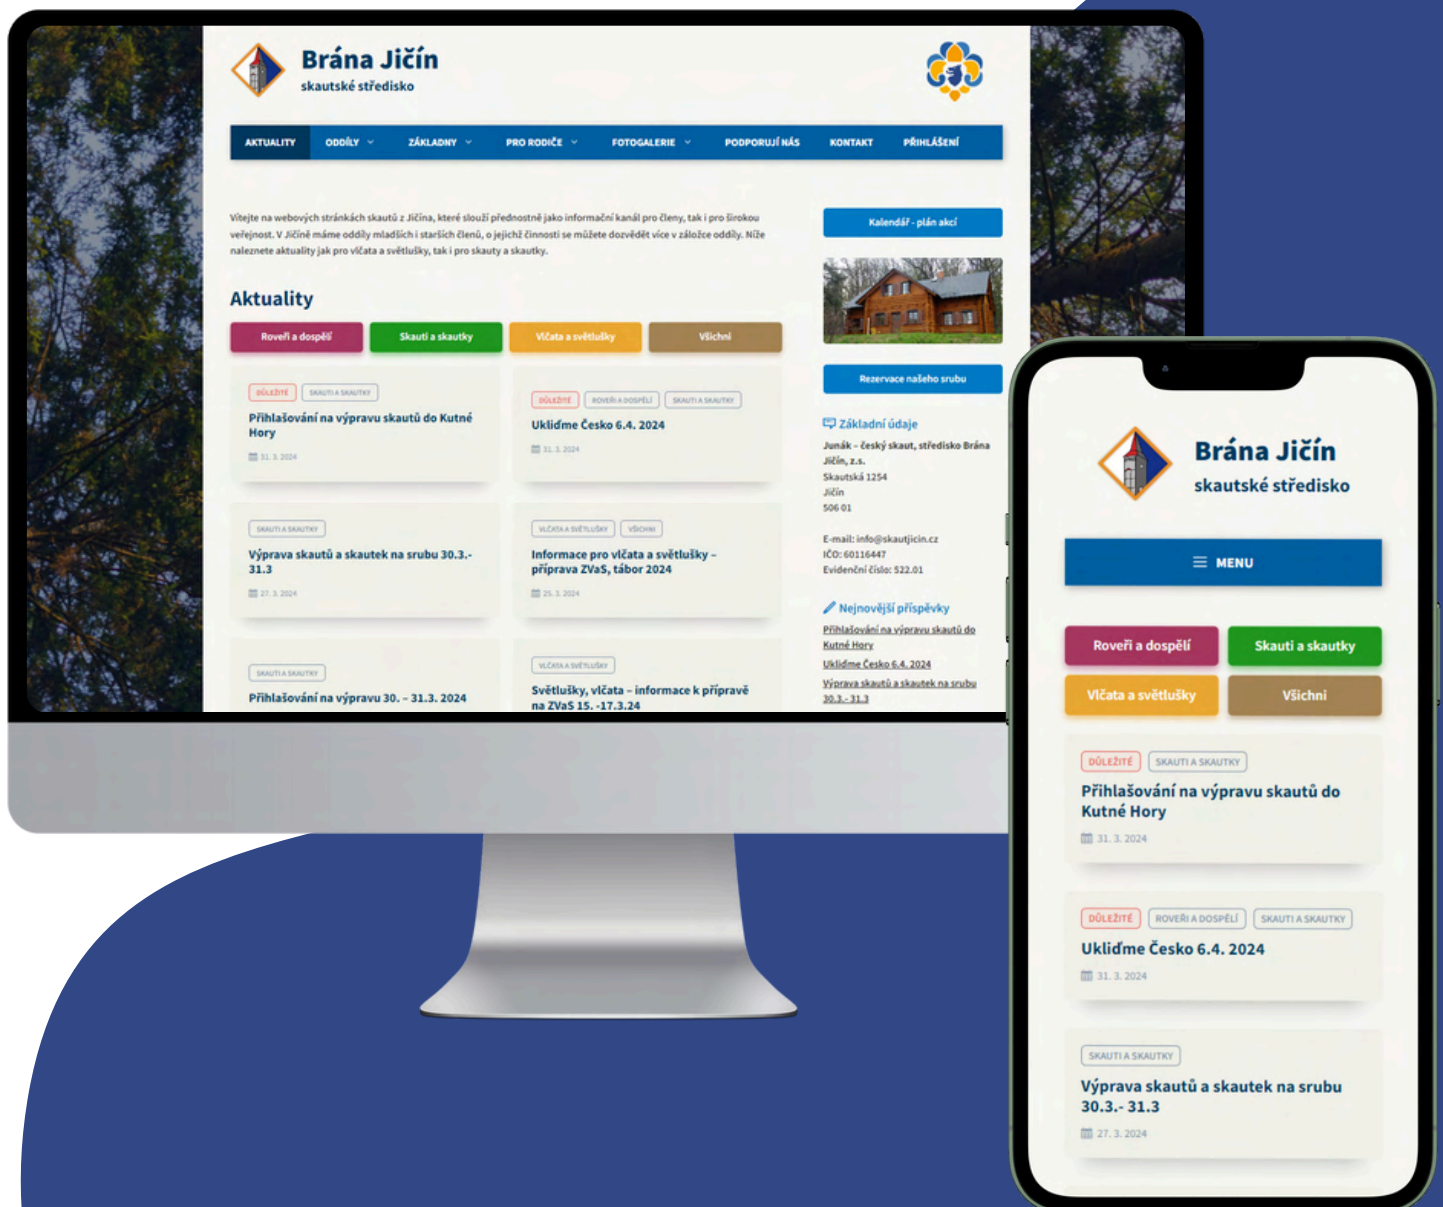 Brána Jičín
skautské středisko
AKTUALITY ODDÍLY ZÁKLADNY PRO RODIČE FOTOGALERIE PODPORUJÍ NÁS KONTAKT PŘIHLÁŠENÍ
Vítejte na webových stránkách skautů z Jičína, které slouží přednostně jako informační kanál pro členy, tak i pro širokou
veřejnost. V Jičíně máme oddíly mladších i starších členů, o jejichž činnosti se můžete dozvědět více v záložce oddíly. Níže
naleznete aktuality jak pro vlčata a světlušky, tak i pro skauty a skautky.
Aktuality
Roveři a dospělí Skauti a skautky Vlčata a světlušky Všichni
DŮLEŽITÉ SKAUTI A SKAUTKY
Přihlašování na výpravu skautů do Kutné
Hory
31. 3. 2024
DŮLEŽITÉ ROVEŘI A DOSPĚLÍ SKAUTI A SKAUTKY
Ukliďme Česko 6.4. 2024
31. 3. 2024
SKAUTI A SKAUTKY
Výprava skautů a skautek na srubu 30.3.-
31.3
27. 3. 2024
VLČATA A SVĚTLUŠKY VŠICHNI
Informace pro vlčata a světlušky –
příprava ZVaS, tábor 2024
25. 3. 2024
SKAUTI A SKAUTKY
Přihlašování na výpravu 30. – 31.3. 2024
VLČATA A SVĚTLUŠKY
Světlušky, vlčata – informace k přípravě
na ZVaS 15. -17.3.24
Kalendář - plán akcí
Rezervace našeho srubu
Základní údaje
Junák – český skaut, středisko Brána
Jičín, z.s.
Skautská 1254
Jičín
506 01
E-mail: info@skautjicin.cz
IČO: 60116447
Evidenční číslo: 522.01
Nejnovější příspěvky
Přihlašování na výpravu skautů do
Kutné Hory
Ukliďme Česko 6.4. 2024
Výprava skautů a skautek na srubu
30.3.- 31.3
Brána Jičín
skautské středisko
MENU
Roveři a dospělí Skauti a skautky
Vlčata a světlušky Všichni
DŮLEŽITÉ SKAUTI A SKAUTKY
Přihlašování na výpravu skautů do
Kutné Hory
31. 3. 2024
DŮLEŽITÉ ROVEŘI A DOSPĚLÍ SKAUTI A SKAUTKY
Ukliďme Česko 6.4. 2024
31. 3. 2024
SKAUTI A SKAUTKY
Výprava skautů a skautek na srubu
30.3.- 31.3
27. 3. 2024